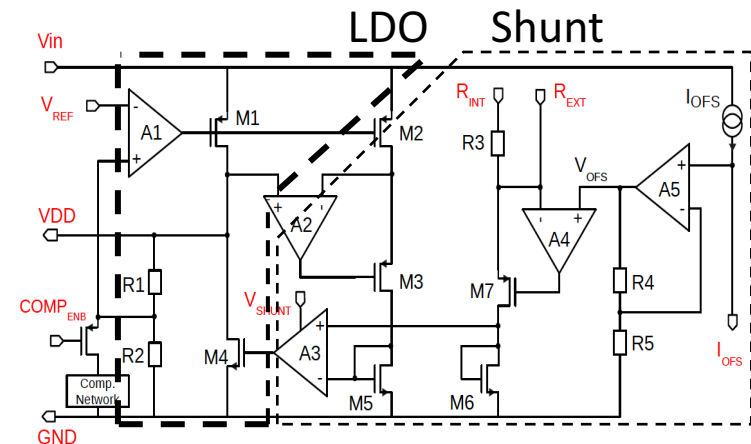 LDO Shunt
Vin
VREF
-
A1
+
M1
M2
RINT
REXT
IOFS
R3
VOFS
+
A5
-
+
-
A2
-
+
A4
VDD
R1
M3
M7
R4
COMPENB
VSHUNT
+
R2
M4
A3
-
R5
IOFS
Comp.
Network
M5
M6
GND